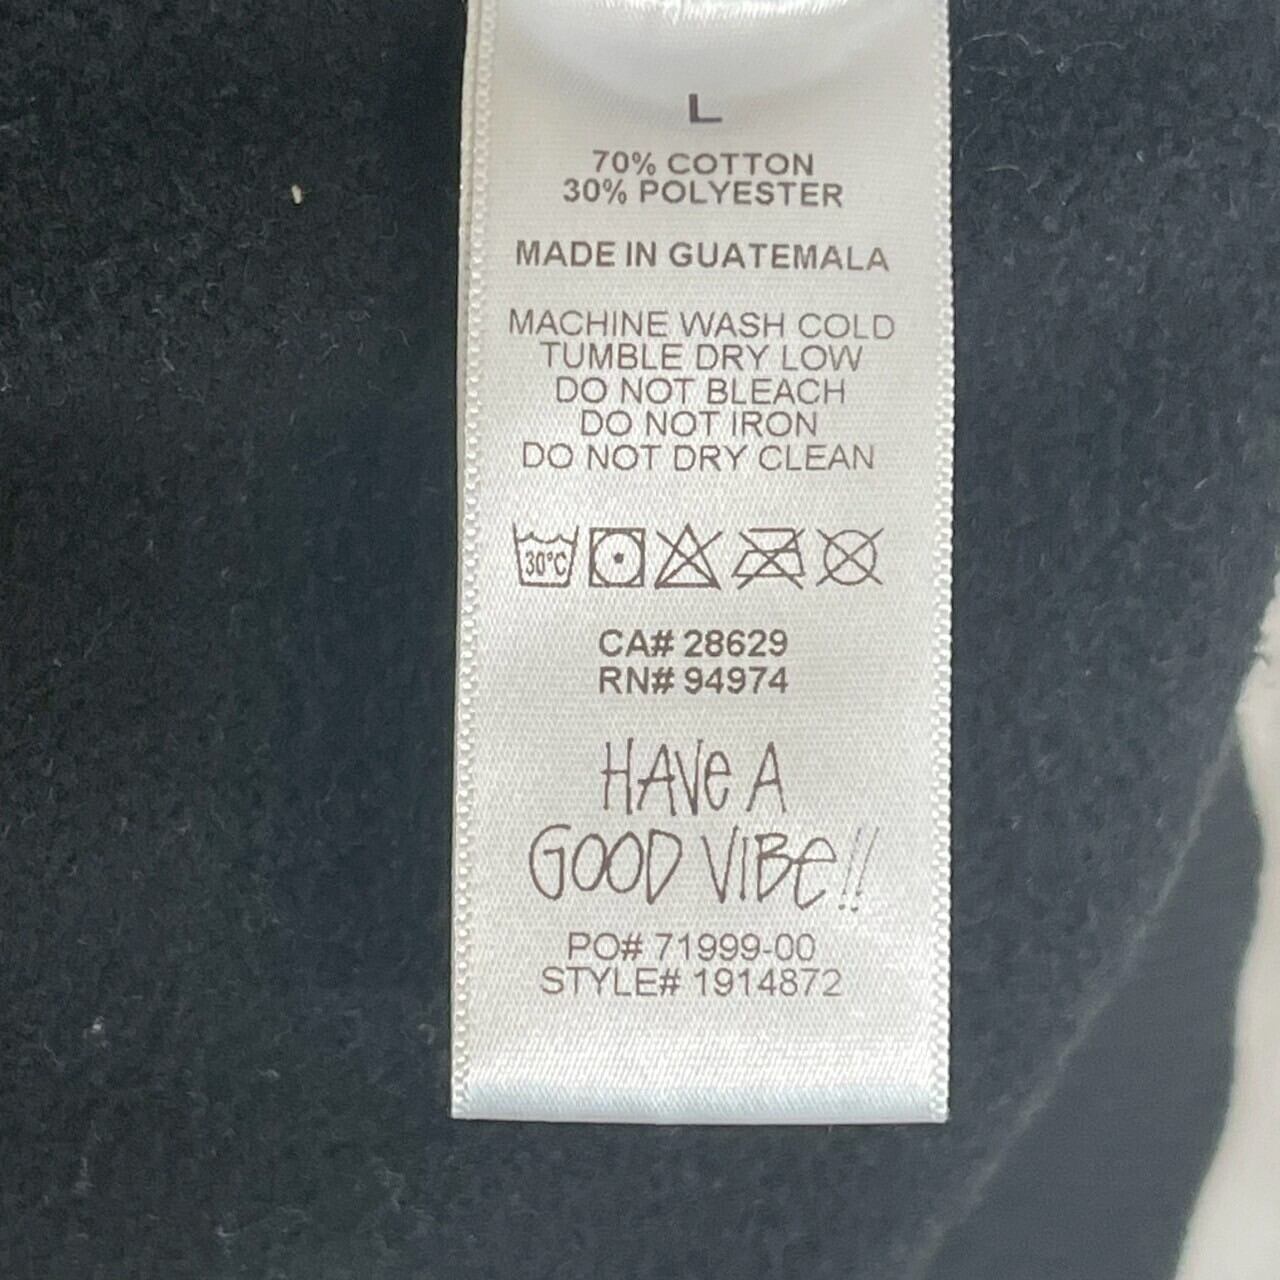 L
70% COTTON
30% POLYESTER
MADE IN GUATEMALA
MACHINE WASH COLD
TUMBLE DRY LOW
DO NOT BLEACH
DO NOT IRON
DO NOT DRY CLEAN
30°C
CA# 28629
RN# 94974
HAVe A
GOOD VIBe!!
PO# 71999-00
STYLE# 1914872